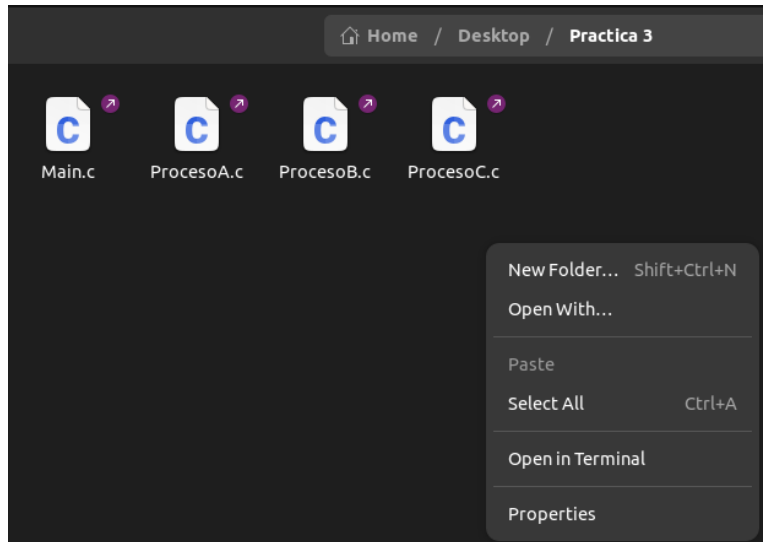 Home / Desktop / Practica 3
C C C C
Main.c ProcesoA.c ProcesoB.c ProcesoC.c
New Folder... Shift+Ctrl+N
Open With...
Paste
Select All Ctrl+A
Open in Terminal
Properties